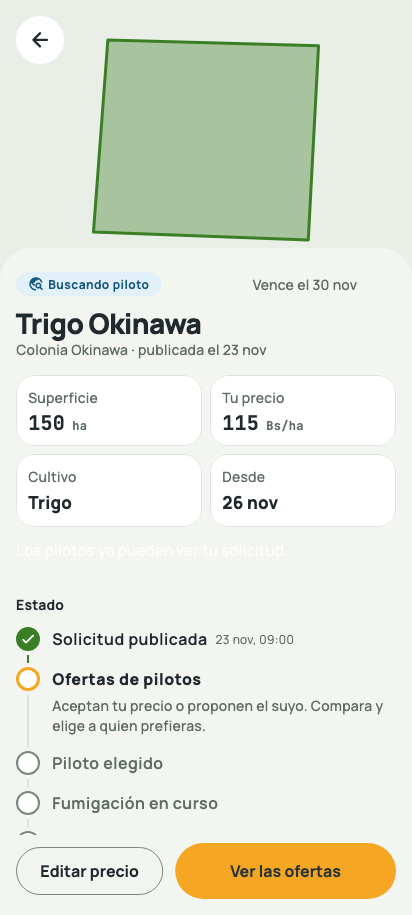 Buscando piloto
Vence el 30 nov
Trigo Okinawa
Colonia Okinawa · publicada el 23 nov
Superficie
150 ha
Tu precio
115 Bs/ha
Cultivo
Trigo
Desde
26 nov
Los pilotos ya pueden ver tu solicitud.
Estado
Solicitud publicada 23 nov, 09:00
Ofertas de pilotos
Aceptan tu precio o proponen el suyo. Compara y
elige a quien prefieras.
Piloto elegido
Fumigación en curso
Editar precio
Ver las ofertas